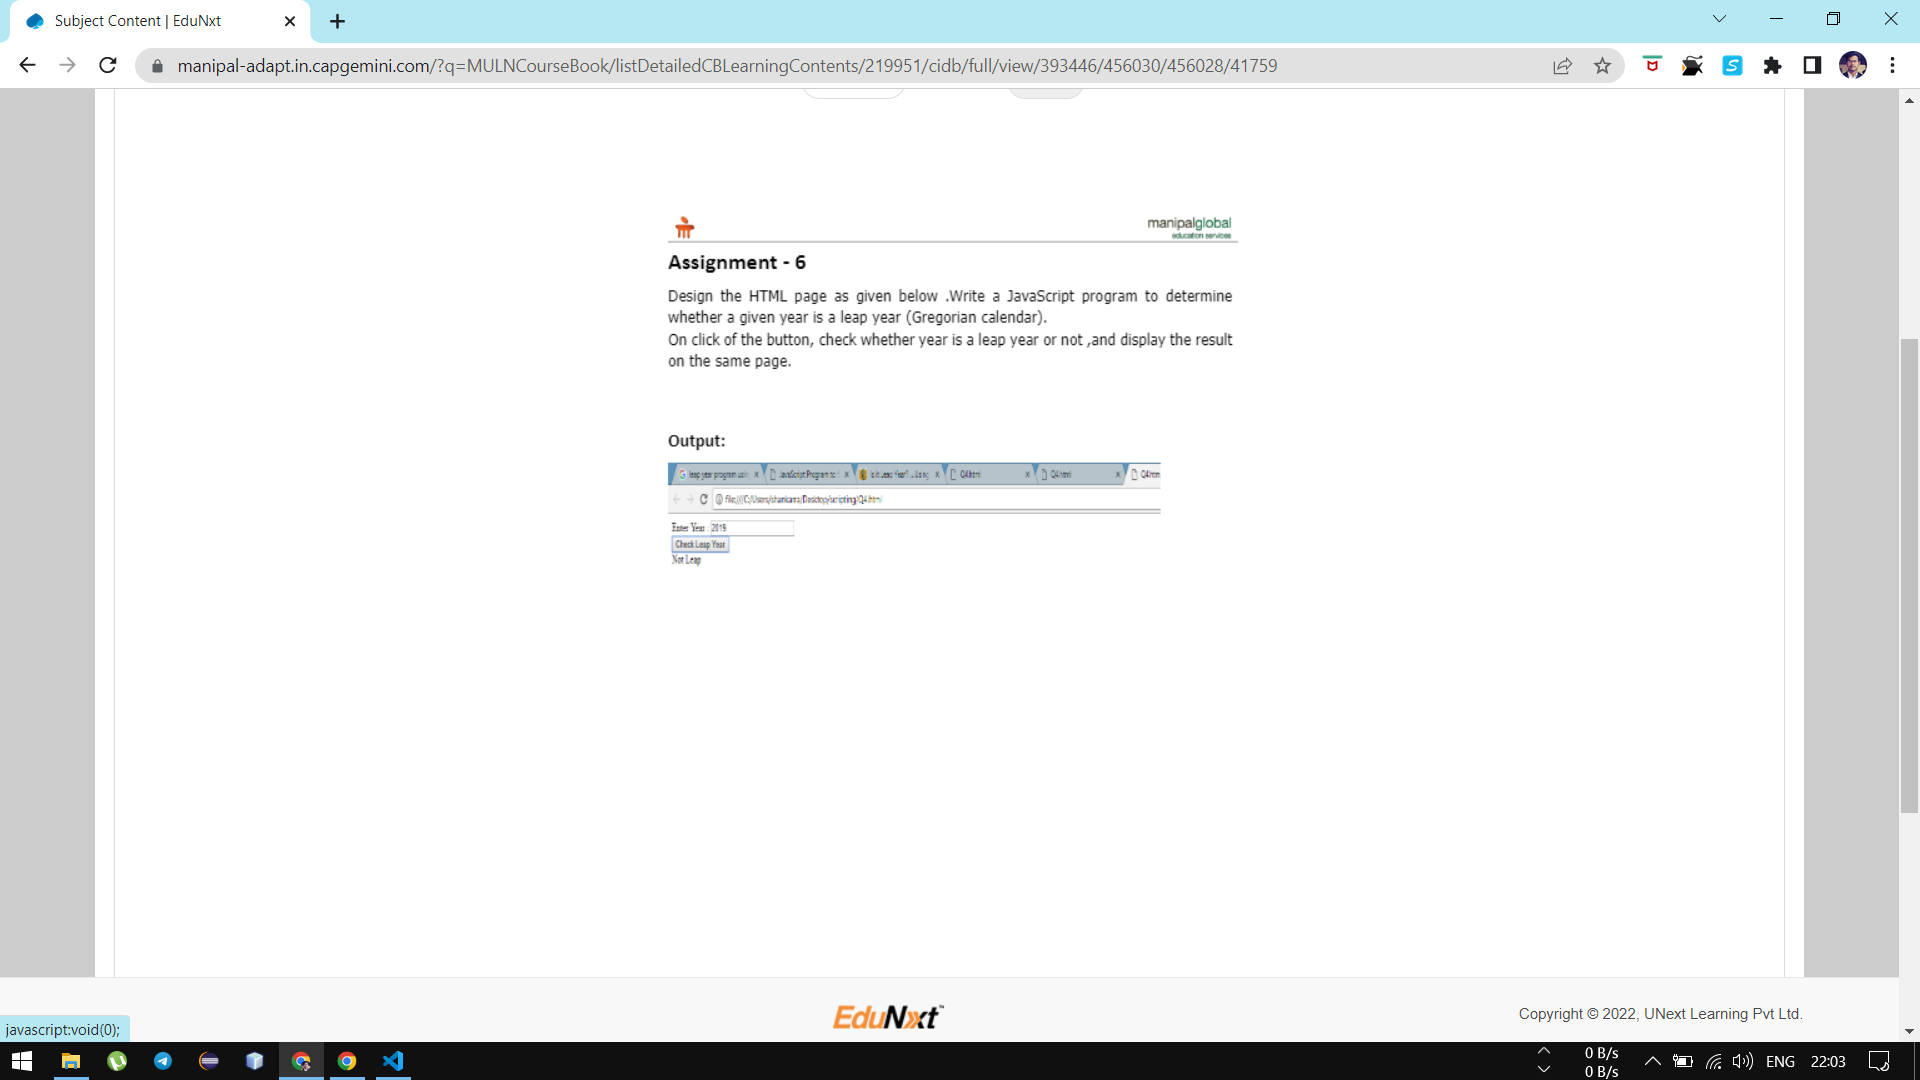 Subject Content | EduNxt
manipal-adapt.in.capgemini.com/?q=MULNCourseBook/listDetailedCBLearningContents/219951/cidb/full/view/393446/456030/456028/41759
manipalglobal
education services
Assignment - 6
Design the HTML page as given below .Write a JavaScript program to determine
whether a given year is a leap year (Gregorian calendar).
On click of the button, check whether year is a leap year or not ,and display the result
on the same page.
Output:
leap year program usin JavaScript Program to Is it Leap Year? ... Using Q4.html Q4.html Q4.htm
file:///C:/Users/shankarra/Desktop/scripting/Q4.html
Enter Year : 2019
Check Leap Year
Not Leap
EduNxt™
Copyright © 2022, UNext Learning Pvt Ltd.
javascript:void(0);
0 B/s
0 B/s
ENG
22:03